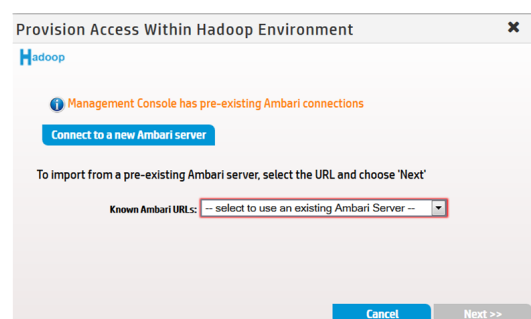 Provision Access Within Hadoop Environment
Hadoop
Management Console has pre-existing Ambari connections
Connect to a new Ambari server
To import from a pre-existing Ambari server, select the URL and choose 'Next'
Known Ambari URLs: -- select to use an existing Ambari Server --
Cancel Next >>